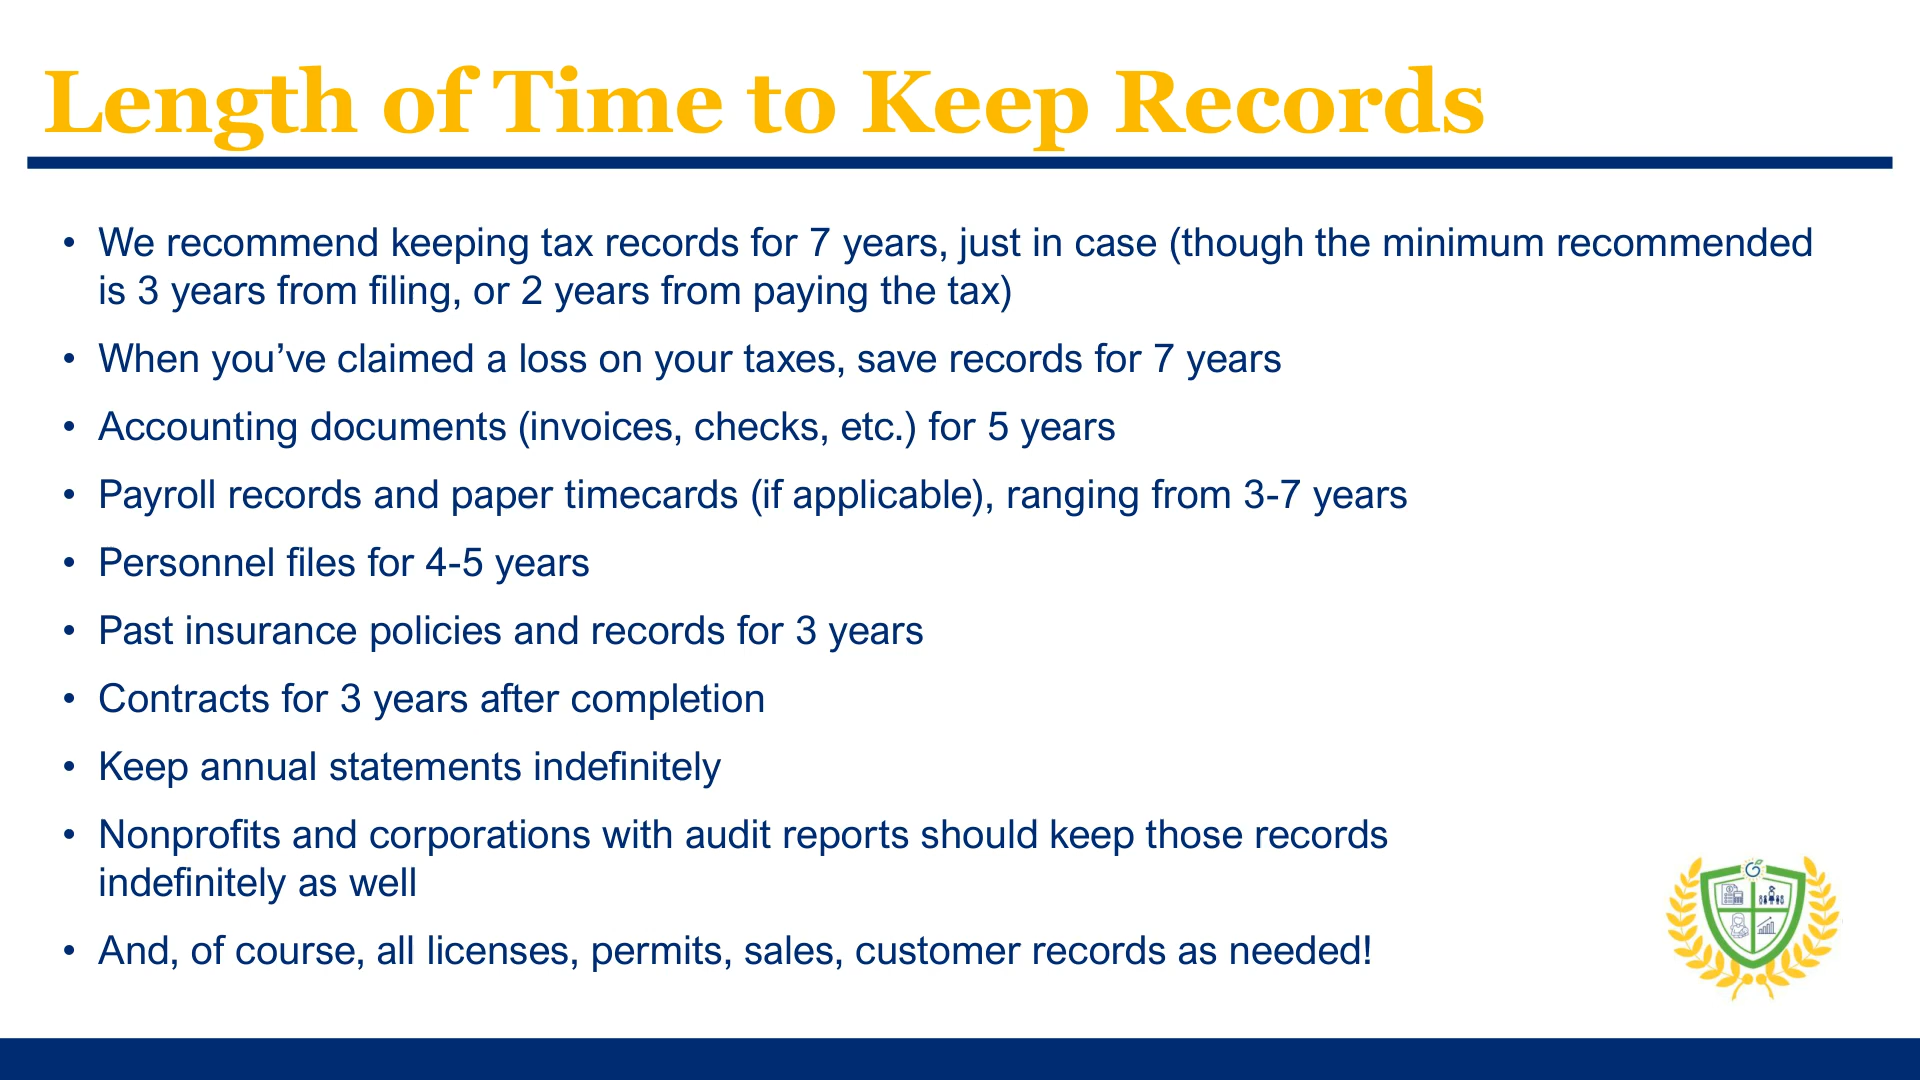 Length of Time to Keep Records
• We recommend keeping tax records for 7 years, just in case (though the minimum recommended
is 3 years from filing, or 2 years from paying the tax)
• When you’ve claimed a loss on your taxes, save records for 7 years
• Accounting documents (invoices, checks, etc.) for 5 years
• Payroll records and paper timecards (if applicable), ranging from 3-7 years
• Personnel files for 4-5 years
• Past insurance policies and records for 3 years
• Contracts for 3 years after completion
• Keep annual statements indefinitely
• Nonprofits and corporations with audit reports should keep those records
indefinitely as well
• And, of course, all licenses, permits, sales, customer records as needed!